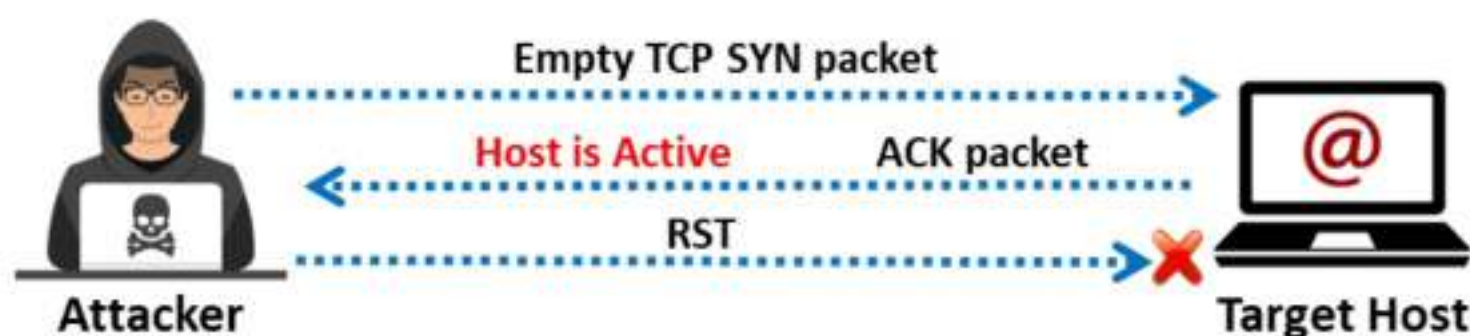 Empty TCP SYN packet
Host is Active ACK packet
@
RST
Attacker Target Host